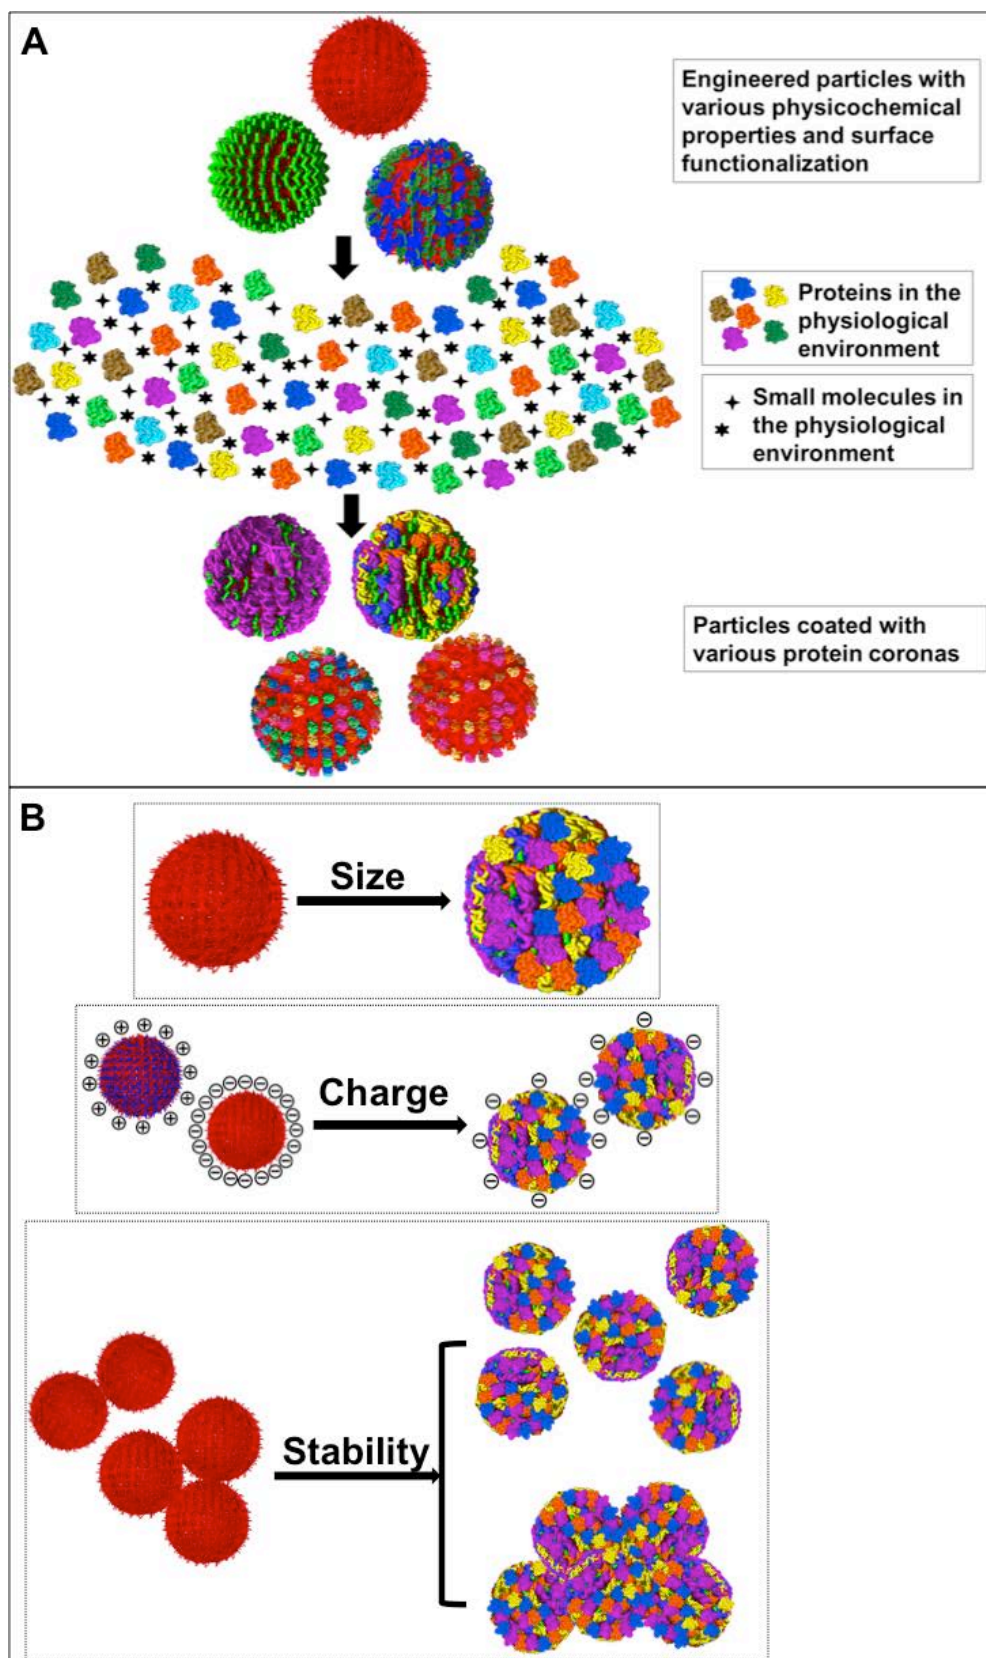 A
Engineered particles with
various physicochemical
properties and surface
functionalization
Proteins in the
physiological
environment
Small molecules in
the physiological
environment
Particles coated with
various protein coronas
B
Size
Charge
Stability